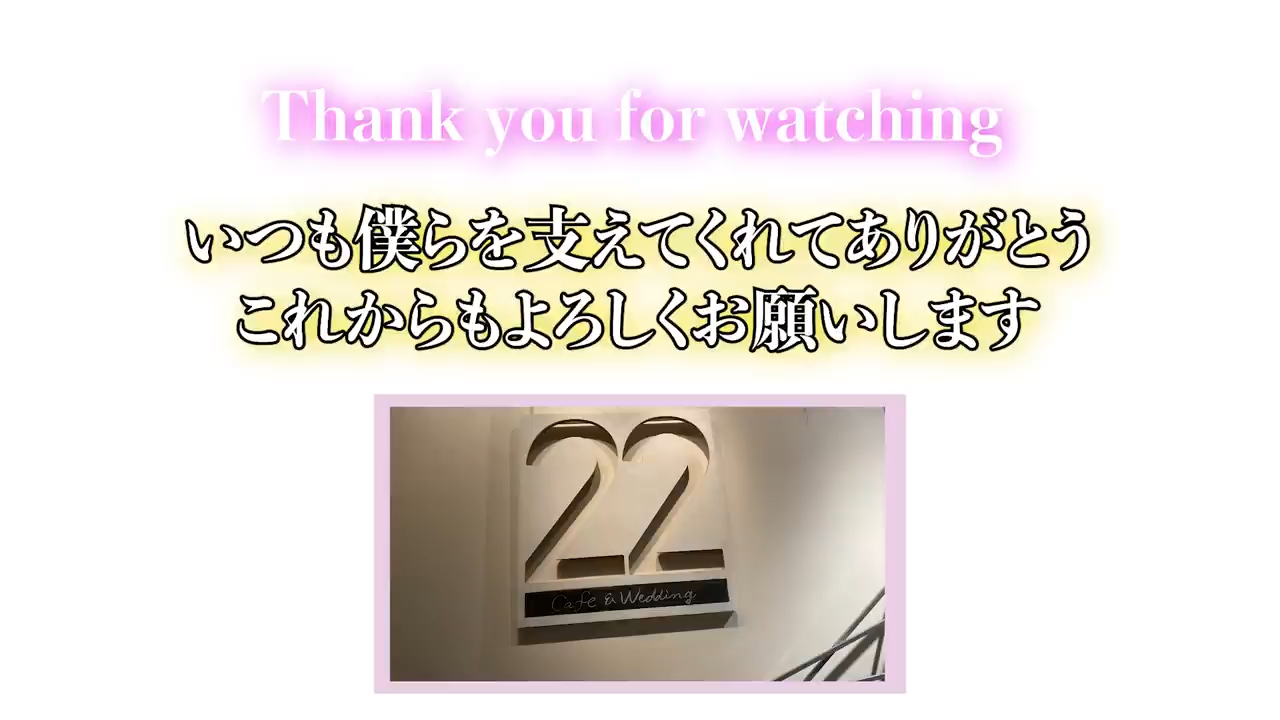 Thank you for watching
いつも僕らを支えてくれてありがとう
これからもよろしくお願いします
22
Cafe & Wedding